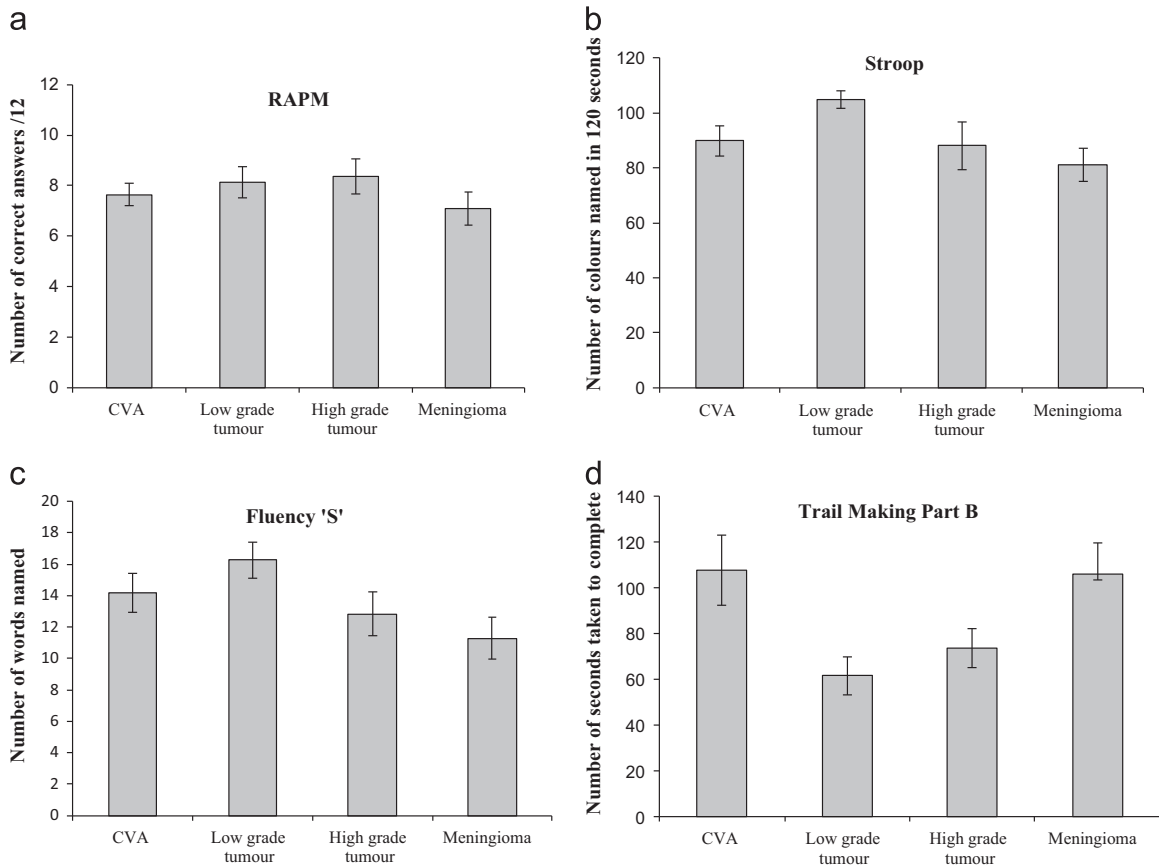 a
RAPM
Number of correct answers /12
12
10
8
6
4
2
0
CVA
Low grade
tumour
High grade
tumour
Meningioma
b
Stroop
Number of colours named in 120 seconds
120
100
80
60
40
20
0
CVA
Low grade
tumour
High grade
tumour
Meningioma
c
Fluency 'S'
Number of words named
20
18
16
14
12
10
8
6
4
2
0
CVA
Low grade
tumour
High grade
tumour
Meningioma
d
Trail Making Part B
Number of seconds taken to complete
140
120
100
80
60
40
20
0
CVA
Low grade
tumour
High grade
tumour
Meningioma